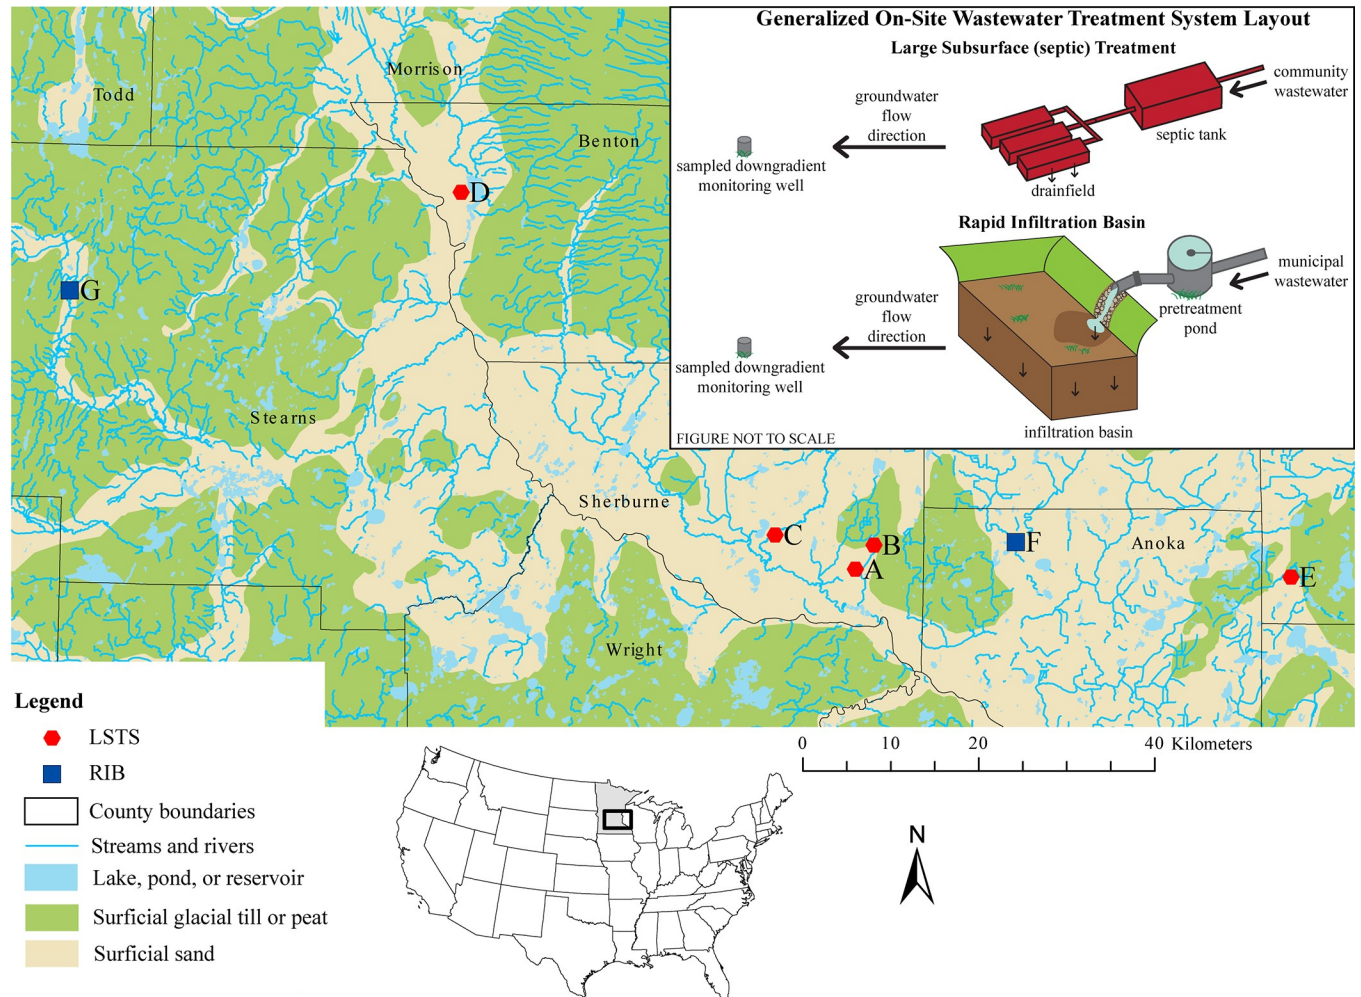 Generalized On-Site Wastewater Treatment System Layout
Large Subsurface (septic) Treatment
community
wastewater
groundwater
flow
direction
septic tank
sampled downgradient
monitoring well
drainfield
Rapid Infiltration Basin
municipal
wastewater
groundwater
flow
direction
pretreatment
pond
sampled downgradient
monitoring well
infiltration basin
FIGURE NOT TO SCALE
Morrison
Todd
Benton
D
G
Stearns
Sherburne
C
B
A
F
Anoka
E
Wright
Legend
LSTS
RIB
County boundaries
Streams and rivers
Lake, pond, or reservoir
Surficial glacial till or peat
Surficial sand
0 10 20 40 Kilometers
N